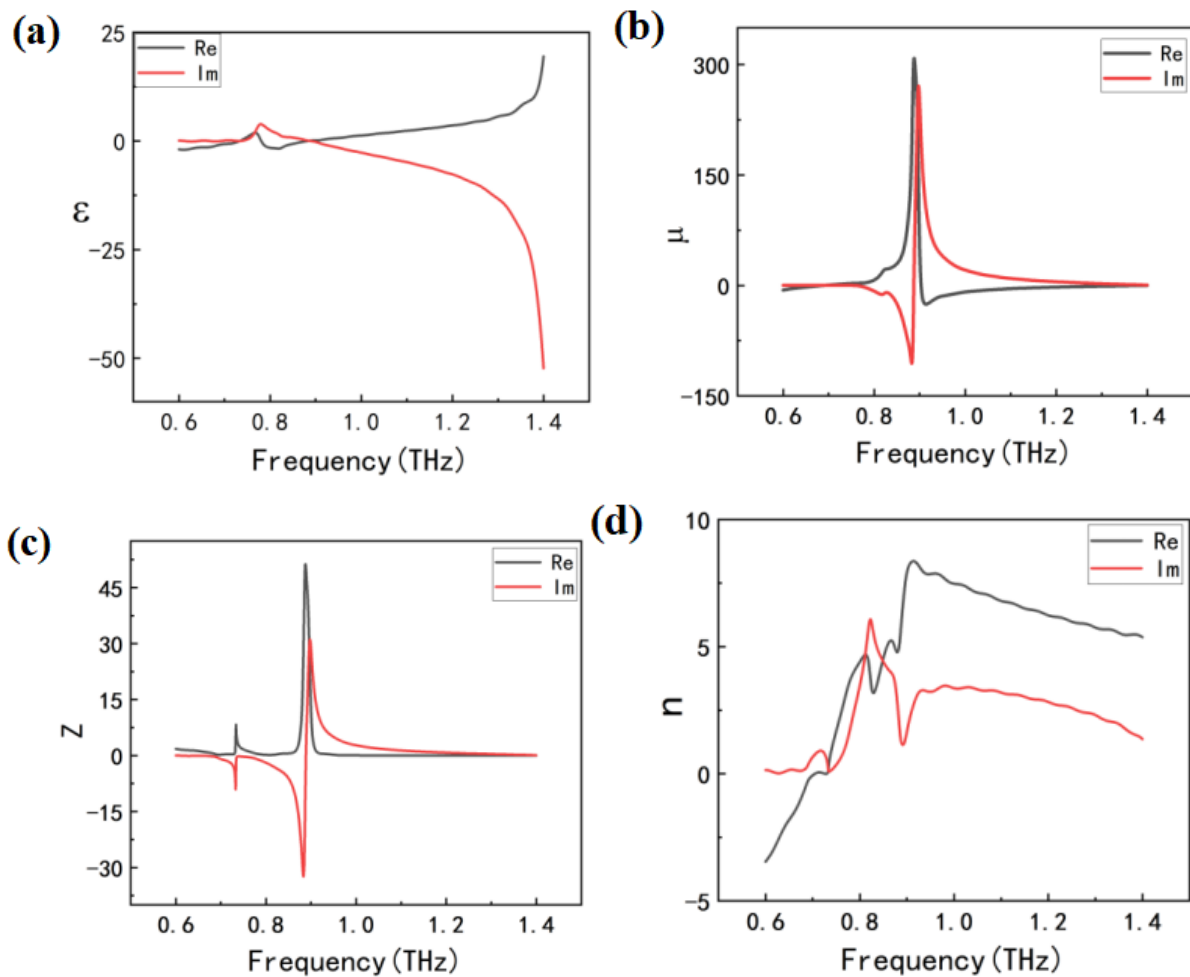 (a)
25
0
-25
-50
ε
Re
Im
0.6 0.8 1.0 1.2 1.4
Frequency(THz)
(b)
300
150
0
-150
μ
Re
Im
0.6 0.8 1.0 1.2 1.4
Frequency(THz)
(c)
45
30
15
0
-15
-30
Z
Re
Im
0.6 0.8 1.0 1.2 1.4
Frequency(THz)
(d)
10
5
0
-5
n
Re
Im
0.6 0.8 1.0 1.2 1.4
Frequency(THz)